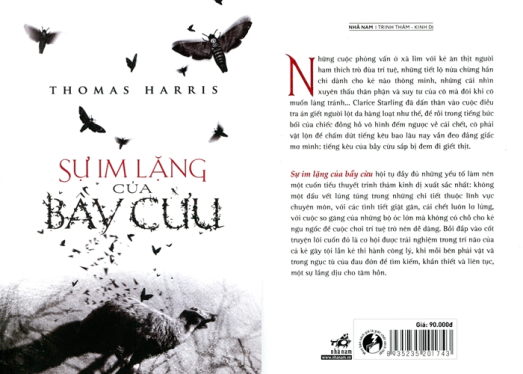 THOMAS HARRIS
SỰ IM LẶNG
CỦA
BẦY CỪU
NHÃ NAM | TRINH THÁM - KINH DỊ
Những cuộc phỏng vấn ở xà lim với kẻ ăn thịt người
ham thích trò đùa trí tuệ, những tiết lộ nửa chừng hắn
chỉ dành cho kẻ nào thông minh, những cái nhìn
xuyên thấu thân phận và suy tư của cô mà đôi khi cô
muốn lảng tránh... Clarice Starling đã dấn thân vào cuộc điều
tra án giết người lột da hàng loạt như thế, để rồi trong tiếng bức
bối của chiếc đồng hồ vô hình đếm ngược về cái chết, cô phải
vật lộn để chấm dứt tiếng kêu bao lâu nay vẫn đeo đẳng giấc
mơ mình: tiếng kêu của bầy cừu sắp bị đem đi giết thịt.
Sự im lặng của bầy cừu hội tụ đầy đủ những yếu tố làm nên
một cuốn tiểu thuyết trinh thám kinh dị xuất sắc nhất: không
một dấu vết lúng túng trong những chi tiết thuộc lĩnh vực
chuyên môn, với các tình tiết giật gân, cái chết luôn lơ lửng,
với cuộc so găng của những bộ óc lớn mà không có chỗ cho kẻ
ngu ngốc để cuộc chơi trí tuệ trở nên dễ dàng. Bồi đắp vào cốt
truyện lôi cuốn đó là cơ hội được trải nghiệm trong trí não của
cả kẻ gây tội lẫn kẻ thi hành công lý, khi mỗi bên phải vật vã
trong ngục tù của đau đớn để tìm kiếm, khẩn thiết và liên tục,
một sự lắng dịu cho tâm hồn.
Giá: 90.000đ
nhã nam
www.nhanam.vn
8 935235 201743